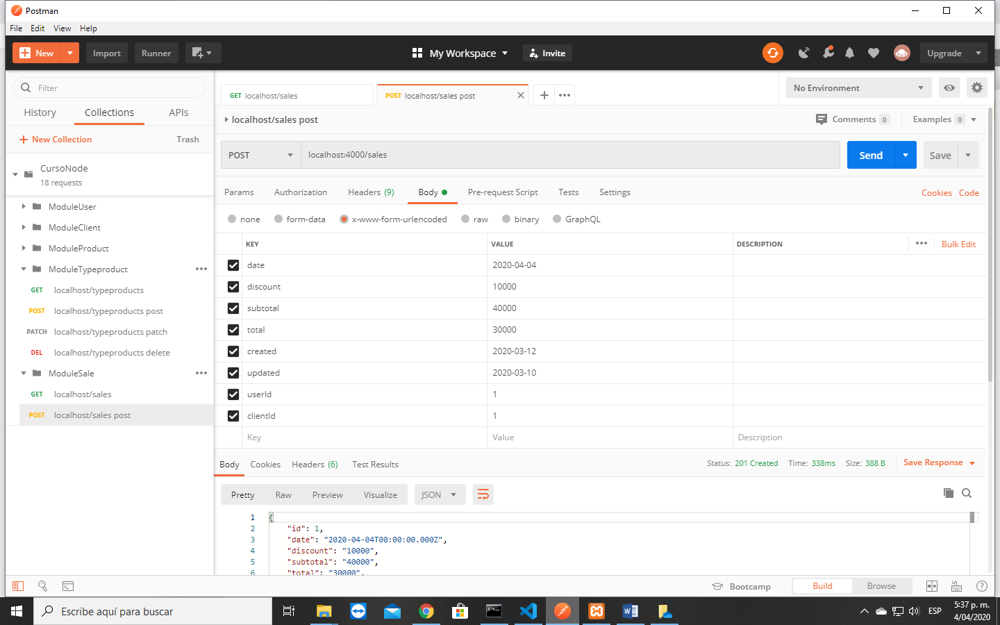 Postman
File Edit View Help
New Import Runner My Workspace Invite Upgrade
Filter
History Collections APIs
New Collection Trash
CursoNode
18 requests
ModuleUser
ModuleClient
ModuleProduct
ModuleTypeproduct
GET localhost/typeproducts
POST localhost/typeproducts post
PATCH localhost/typeproducts patch
DEL localhost/typeproducts delete
ModuleSale
GET localhost/sales
POST localhost/sales post
GET localhost/sales POST localhost/sales post No Environment
localhost/sales post Comments 0 Examples 0
POST localhost:4000/sales Send Save
Params Authorization Headers (9) Body Pre-request Script Tests Settings Cookies Code
none form-data x-www-form-urlencoded raw binary GraphQL
KEY VALUE DESCRIPTION Bulk Edit
date 2020-04-04
discount 10000
subtotal 40000
total 30000
created 2020-03-12
updated 2020-03-10
userId 1
clientId 1
Key Value Description
Body Cookies Headers (6) Test Results Status: 201 Created Time: 338ms Size: 388 B Save Response
Pretty Raw Preview Visualize JSON
1 {
2 "id": 1,
3 "date": "2020-04-04T00:00:00.000Z",
4 "discount": "10000",
5 "subtotal": "40000",
6 "total": "30000",
Bootcamp Build Browse
Escribe aquí para buscar
ESP 5:37 p. m.
4/04/2020